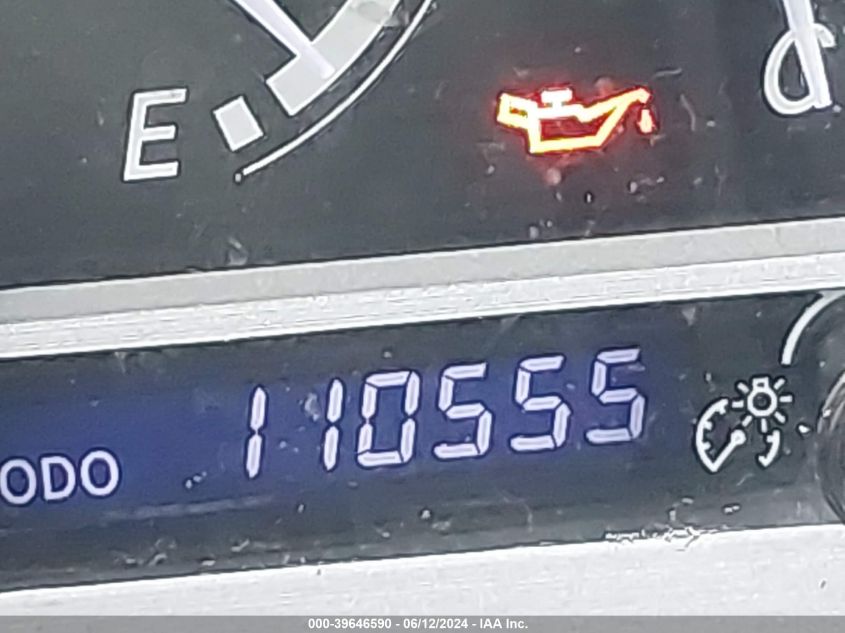 E
ODO 110555
000-39646590 - 06/12/2024 - IAA Inc.